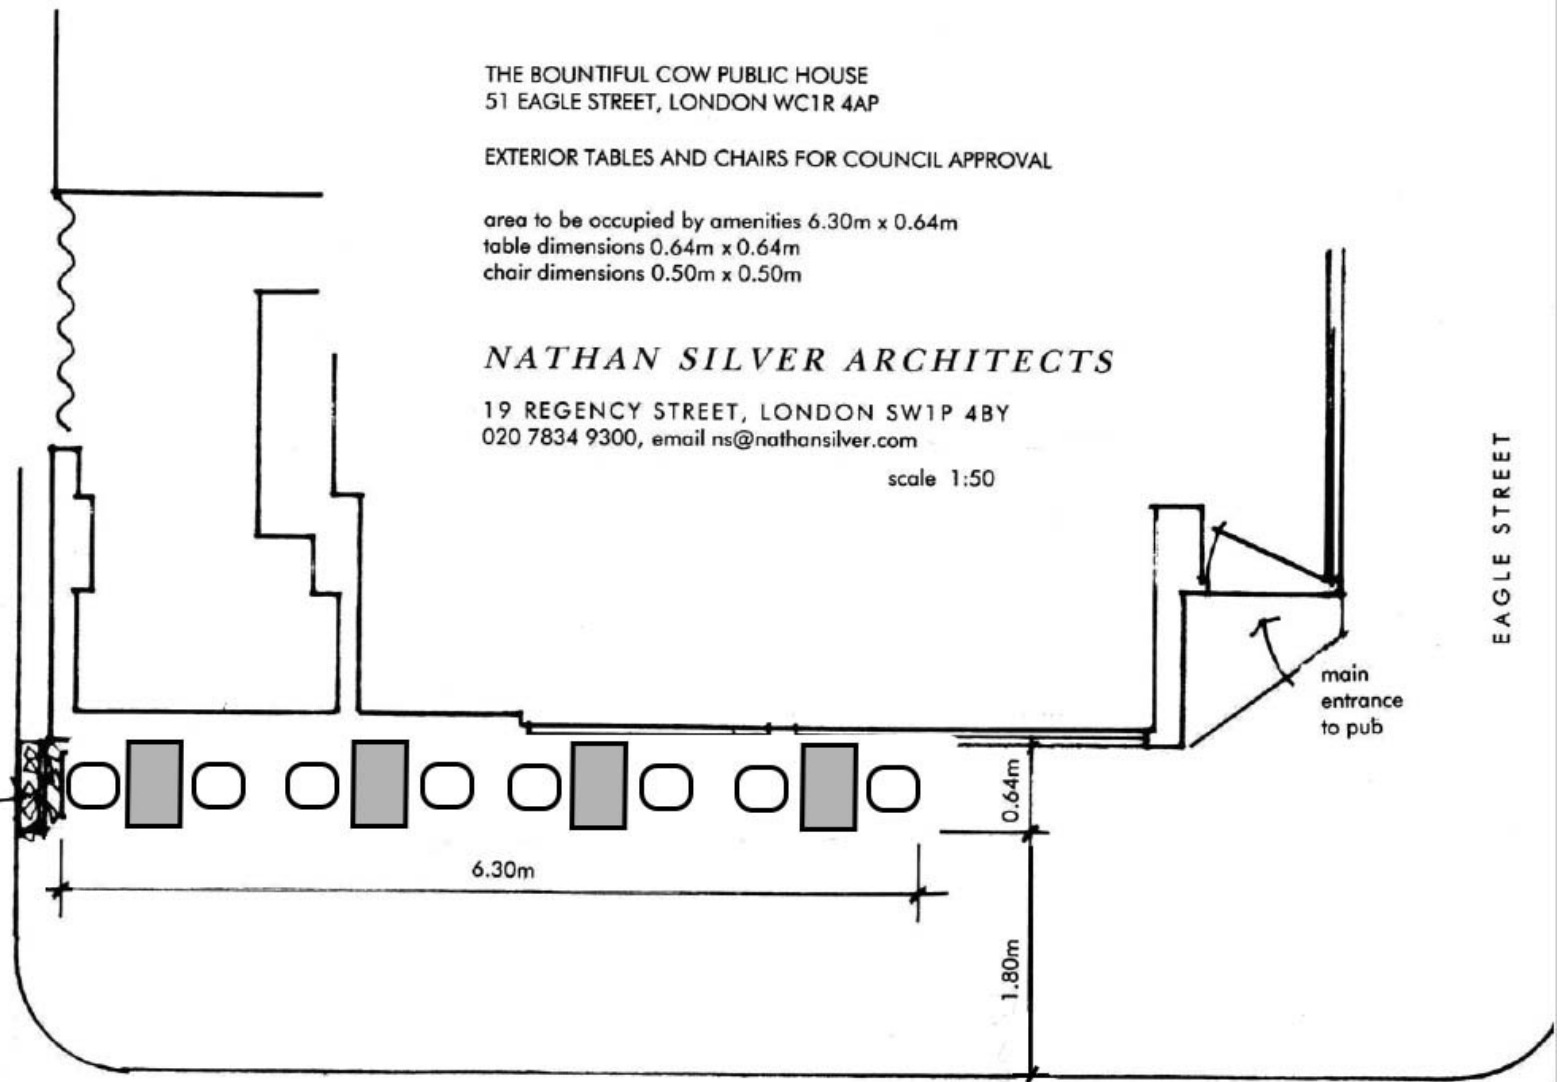 THE BOUNTIFUL COW PUBLIC HOUSE
51 EAGLE STREET, LONDON WC1R 4AP
EXTERIOR TABLES AND CHAIRS FOR COUNCIL APPROVAL
area to be occupied by amenities 6.30m x 0.64m
table dimensions 0.64m x 0.64m
chair dimensions 0.50m x 0.50m
NATHAN SILVER ARCHITECTS
19 REGENCY STREET, LONDON SW1P 4BY
020 7834 9300, email ns@nathansilver.com
scale 1:50
EAGLE STREET
main
entrance
to pub
0.64m
6.30m
1.80m